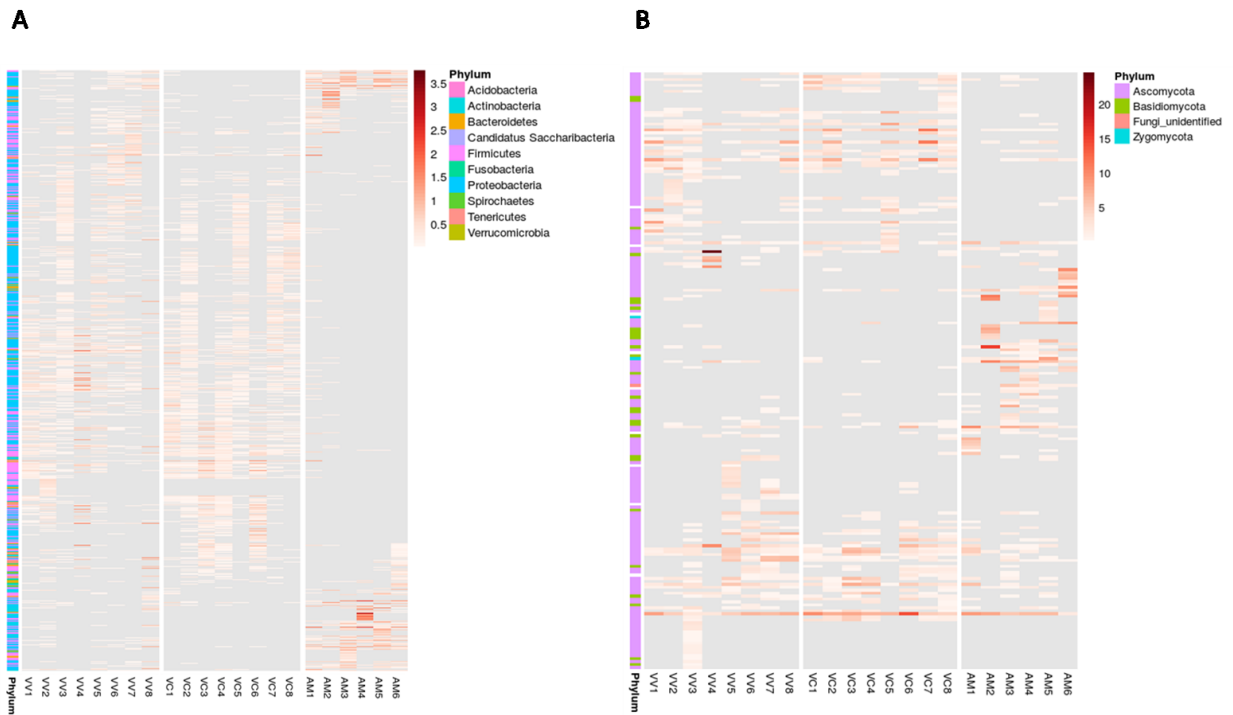 A
B
3.5
3
2.5
2
1.5
1
0.5
Phylum
Acidobacteria
Actinobacteria
Bacteroidetes
Candidatus Saccharibacteria
Firmicutes
Fusobacteria
Proteobacteria
Spirochaetes
Tenericutes
Verrucomicrobia
20
15
10
5
Phylum
Ascomycota
Basidiomycota
Fungi_unidentified
Zygomycota
Phylum
VV1
VV2
VV3
VV4
VV5
VV6
VV7
VV8
VC1
VC2
VC3
VC4
VC5
VC6
VC7
VC8
AM1
AM2
AM3
AM4
AM5
AM6
Phylum
VV1
VV2
VV3
VV4
VV5
VV6
VV7
VV8
VC1
VC2
VC3
VC4
VC5
VC6
VC7
VC8
AM1
AM2
AM3
AM4
AM5
AM6